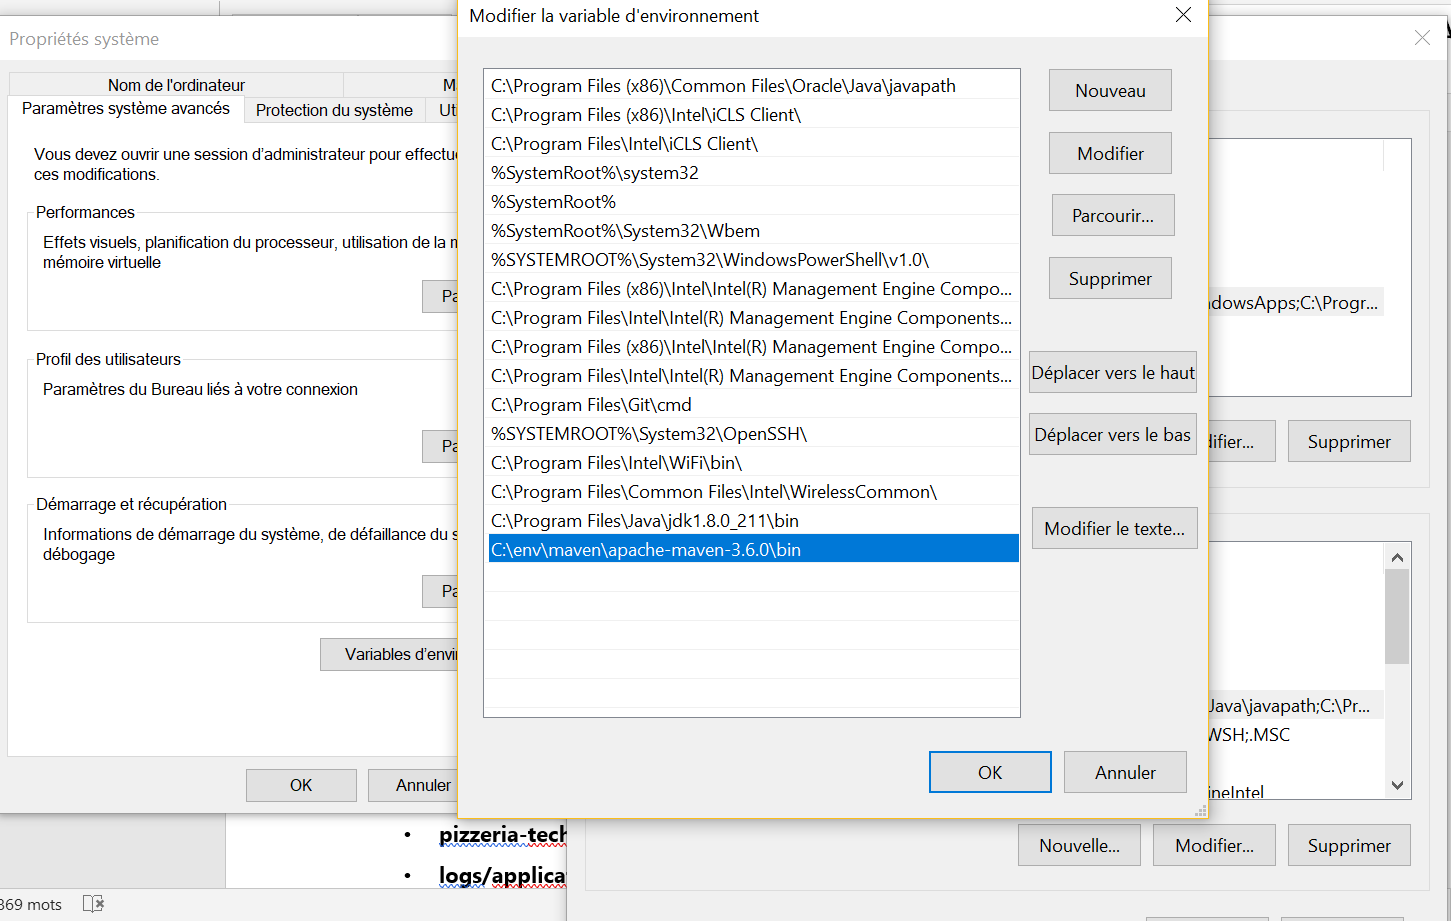 Modifier la variable d'environnement
Propriétés système
Nom de l'ordinateur
Paramètres système avancés
Protection du système
Vous devez ouvrir une session d'administrateur pour
ces modifications.
Performances
Effets visuels, planification du processeur, utilisation de la
mémoire virtuelle
Profil des utilisateurs
Paramètres du Bureau liés à votre connexion
Démarrage et récupération
Informations de démarrage du système, de défaillance du
débogage
Variables d'envi
OK
Annuler
C:\Program Files (x86)\Common Files\Oracle\Java\javapath
C:\Program Files (x86)\Intel\iCLS Client\
C:\Program Files\Intel\iCLS Client\
%SystemRoot%\system32
%SystemRoot%
%SystemRoot%\System32\Wbem
%SYSTEMROOT%\System32\WindowsPowerShell\v1.0\
C:\Program Files (x86)\Intel\Intel(R) Management Engine Compo...
C:\Program Files\Intel\Intel(R) Management Engine Components...
C:\Program Files (x86)\Intel\Intel(R) Management Engine Compo...
C:\Program Files\Intel\Intel(R) Management Engine Components...
C:\Program Files\Git\cmd
%SYSTEMROOT%\System32\OpenSSH\
C:\Program Files\Intel\WiFi\bin\
C:\Program Files\Common Files\Intel\WirelessCommon\
C:\Program Files\Java\jdk1.8.0_211\bin
C:\env\maven\apache-maven-3.6.0\bin
Nouveau
Modifier
Parcourir...
Supprimer
Déplacer vers le haut
Déplacer vers le bas
Modifier le texte...
OK
Annuler
dowsApps;C:\Progr...
difier...
Supprimer
Java\javapath;C:\Pr...
WSH;.MSC
ineIntel
Nouvelle...
Modifier...
Supprimer
• pizzeria-tech
• logs/applica
369 mots